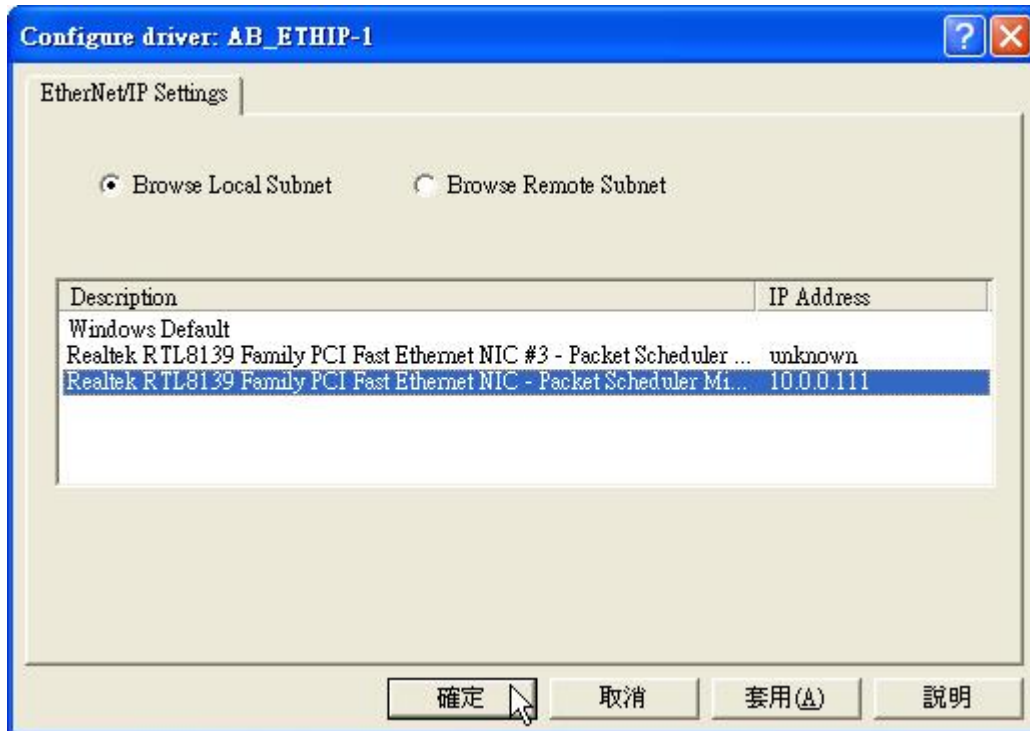 Configure driver: AB_ETHIP-1
EtherNet/IP Settings
Browse Local Subnet Browse Remote Subnet
Description IP Address
Windows Default
Realtek RTL8139 Family PCI Fast Ethernet NIC #3 - Packet Scheduler ... unknown
Realtek RTL8139 Family PCI Fast Ethernet NIC - Packet Scheduler Mi... 10.0.0.111
確定 取消 套用(A) 說明